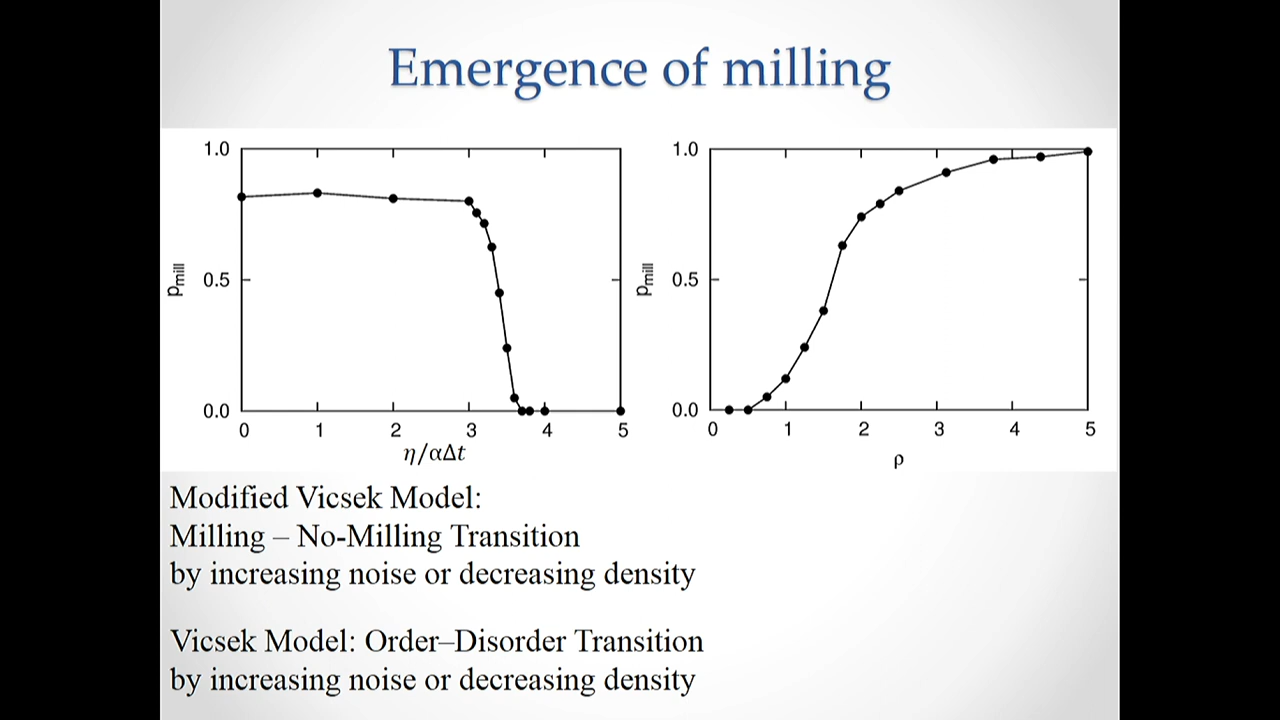 Emergence of milling
1.0
0.5
0.0
p_mill
0 1 2 3 4 5
η/αΔt
1.0
0.5
0.0
p_mill
0 1 2 3 4 5
ρ
Modified Vicsek Model:
Milling – No-Milling Transition
by increasing noise or decreasing density
Vicsek Model: Order–Disorder Transition
by increasing noise or decreasing density